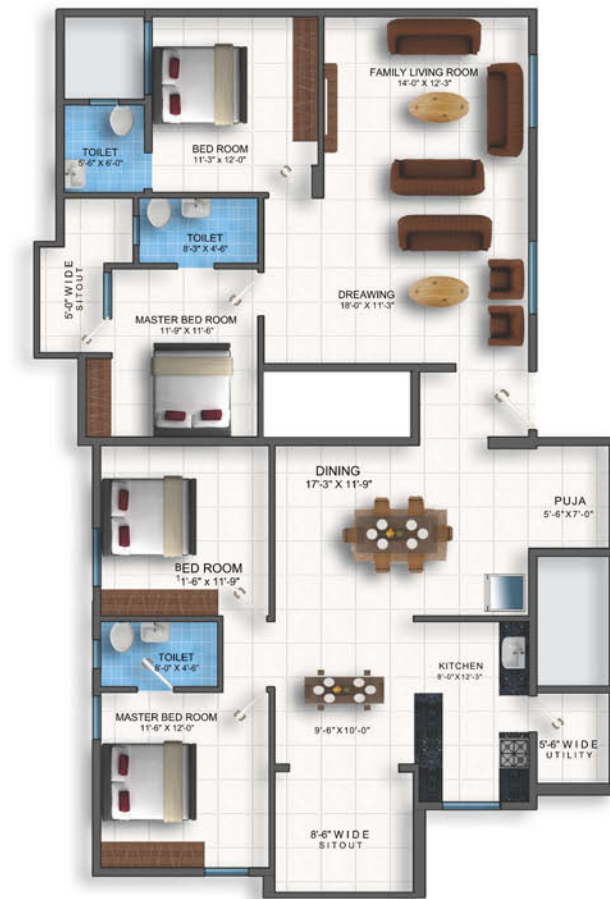 FAMILY LIVING ROOM
14'-0" X 12'-3"
BED ROOM
11'-3" x 12'-0"
TOILET
5'-6" X 6'-0"
TOILET
8'-3" X 4'-6"
5'-0" WIDE
SITOUT
DREAWING
18'-0" X 11'-3"
MASTER BED ROOM
11'-9" X 11'-6"
DINING
17'-3" X 11'-9"
PUJA
5'-6"X7'-0"
BED ROOM
11'-6" x 11'-9"
TOILET
8'-0" X 4'-6"
KITCHEN
8'-0"X12'-3"
MASTER BED ROOM
11'-6" X 12'-0"
9'-6"X10'-0"
5'-6" WIDE
UTILITY
8'-6" WIDE
SITOUT